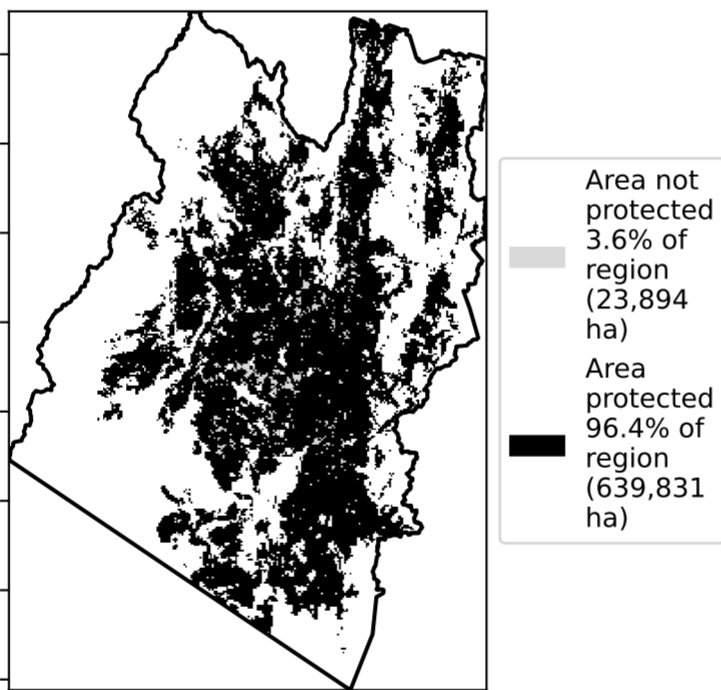 Area not
protected
3.6% of
region
(23,894
ha)
Area
protected
96.4% of
region
(639,831
ha)